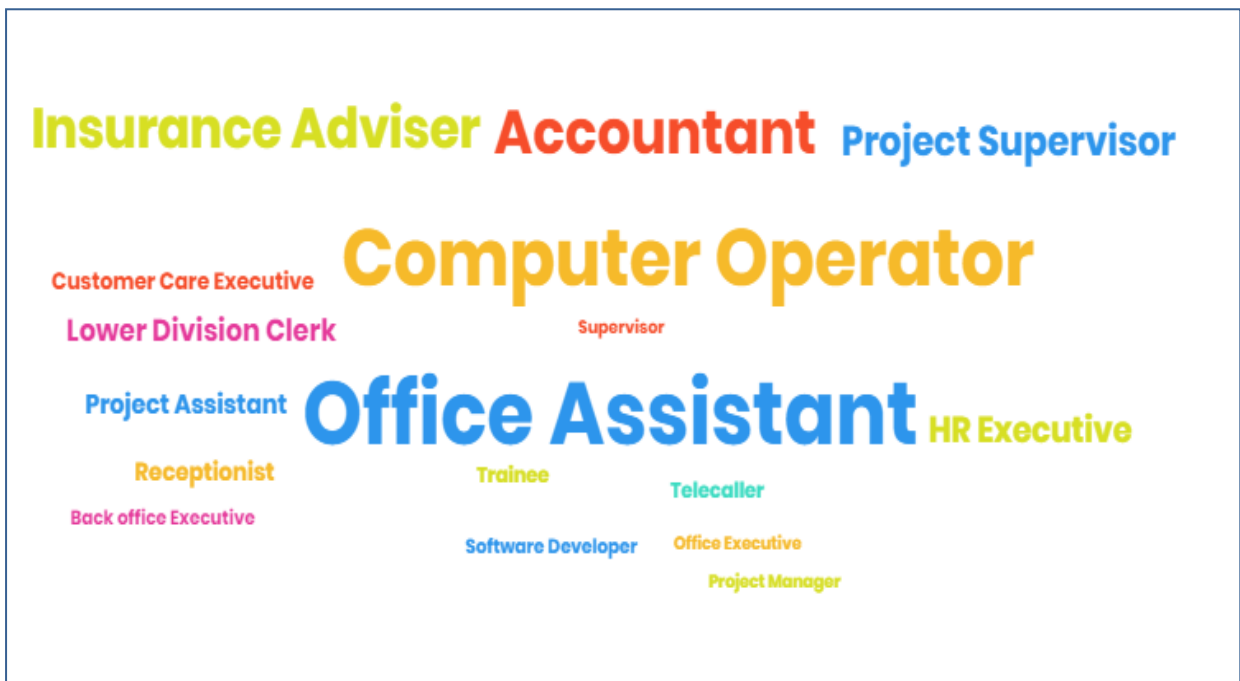 Insurance Adviser
Accountant
Project Supervisor
Computer Operator
Customer Care Executive
Lower Division Clerk
Supervisor
Project Assistant
Office Assistant
HR Executive
Receptionist
Trainee
Telecaller
Back office Executive
Software Developer
Office Executive
Project Manager